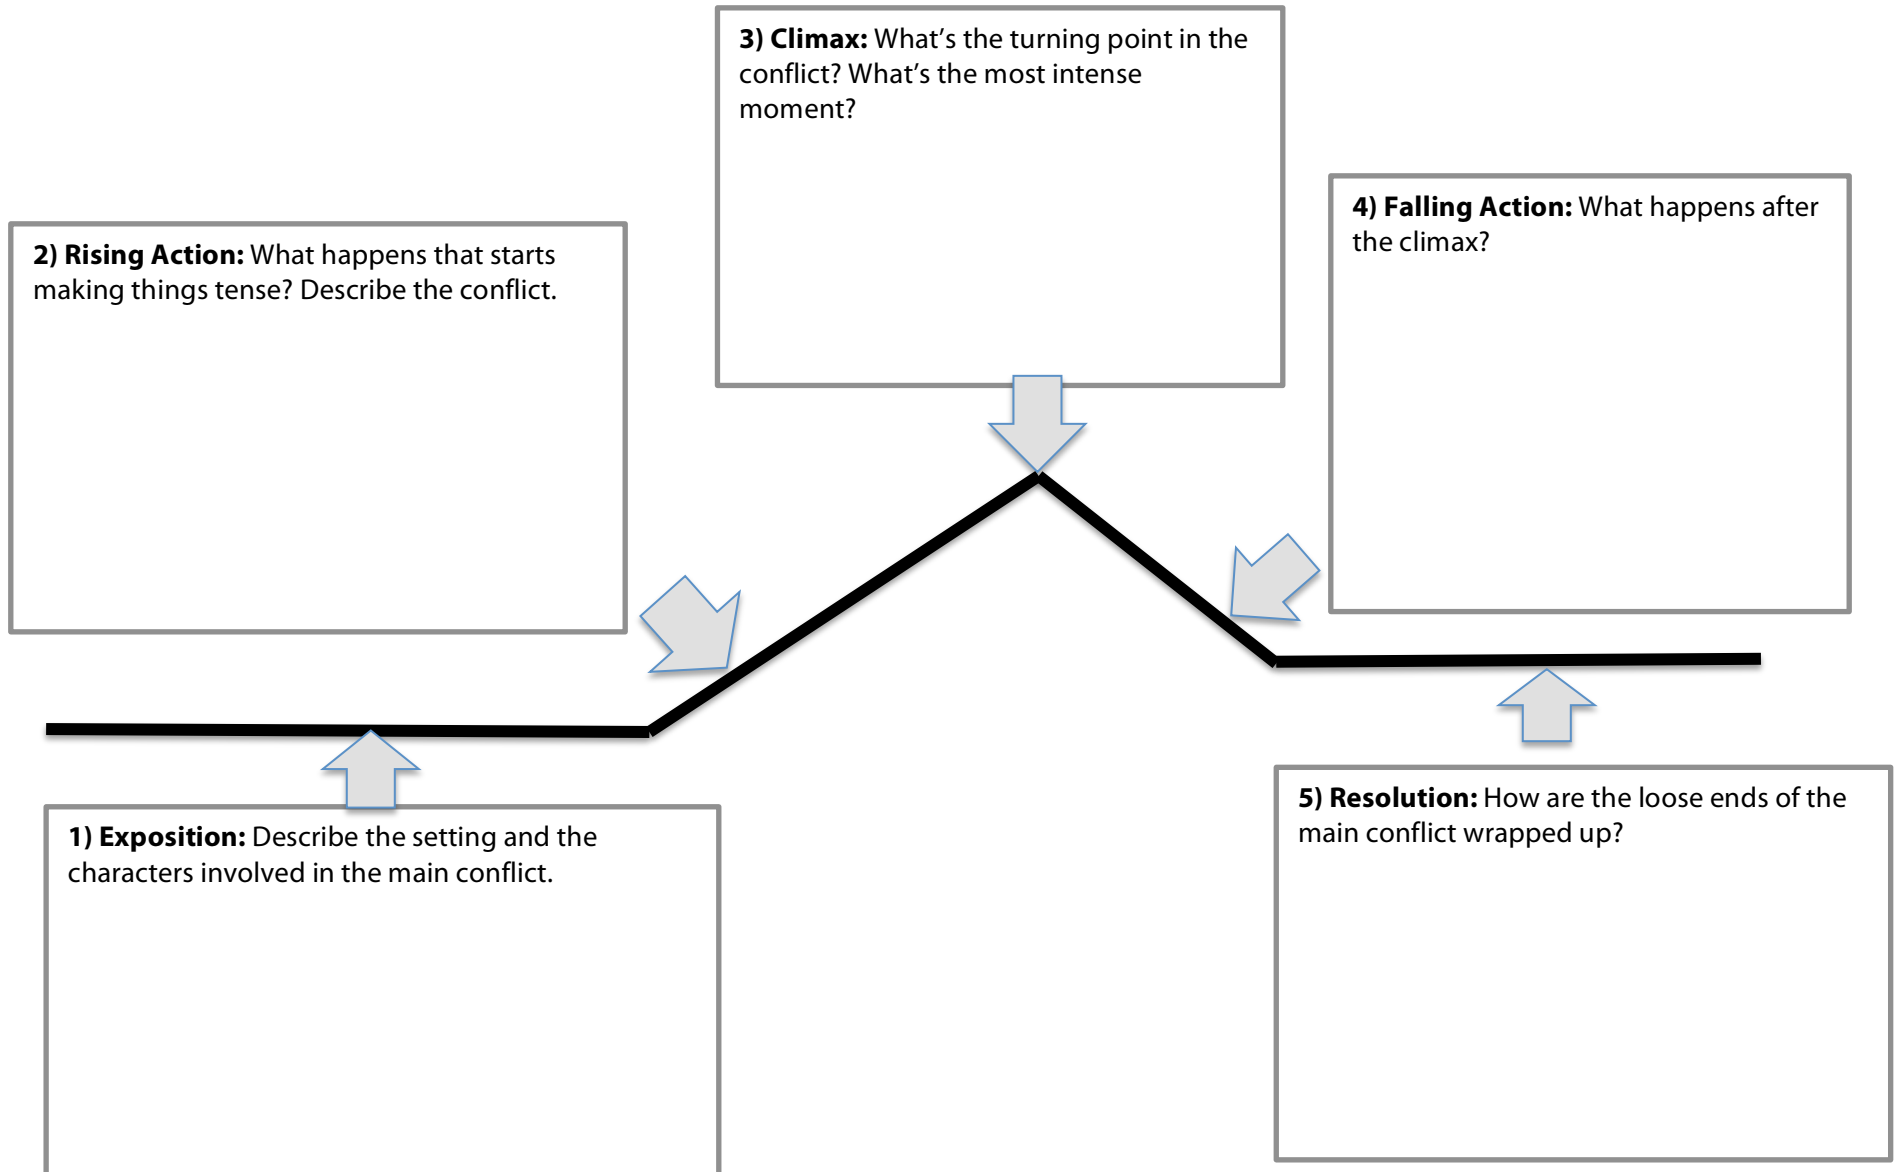 1) Exposition: Describe the setting and the
characters involved in the main conflict.
2) Rising Action: What happens that starts
making things tense? Describe the conflict.
3) Climax: What’s the turning point in the
conflict? What’s the most intense
moment?
4) Falling Action: What happens after
the climax?
5) Resolution: How are the loose ends of the
main conflict wrapped up?